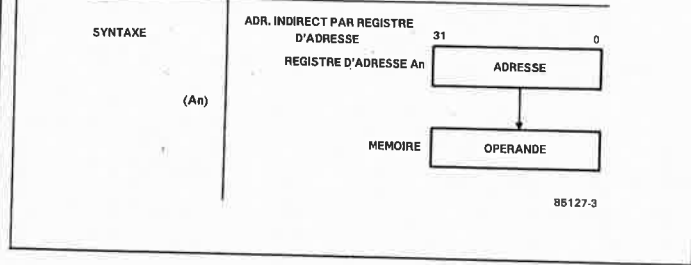 SYNTAXE
ADR. INDIRECT PAR REGISTRE
D'ADRESSE
31 0
REGISTRE D'ADRESSE An
ADRESSE
(An)
MEMOIRE
OPERANDE
85127-3